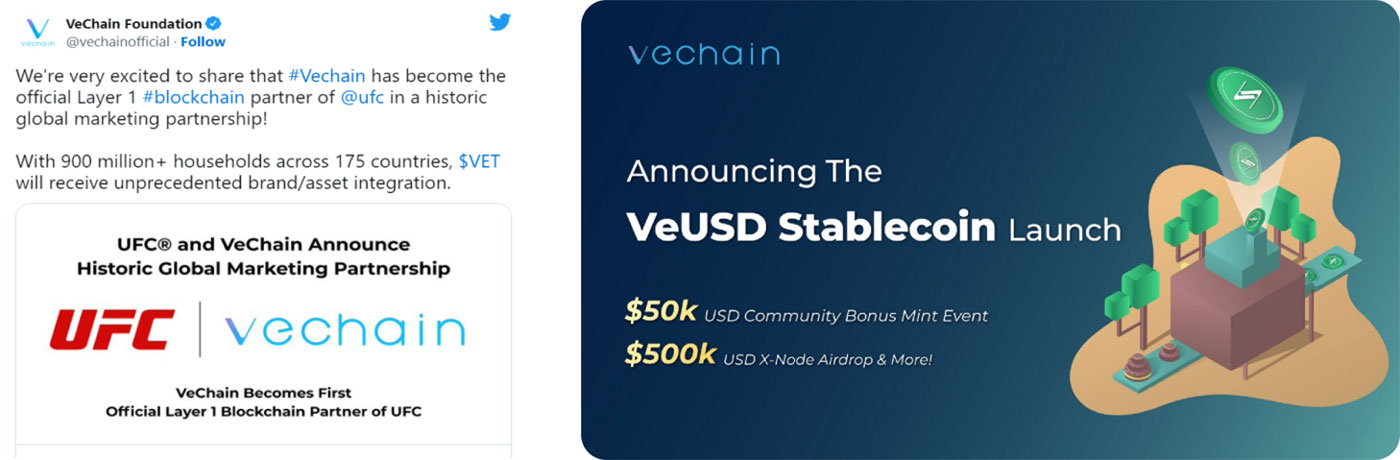 VeChain Foundation
@vechainofficial · Follow
We're very excited to share that #Vechain has become the
official Layer 1 #blockchain partner of @ufc in a historic
global marketing partnership!
With 900 million+ households across 175 countries, $VET
will receive unprecedented brand/asset integration.
UFC® and VeChain Announce
Historic Global Marketing Partnership
UFC | vechain
VeChain Becomes First
Official Layer 1 Blockchain Partner of UFC
vechain
Announcing The
VeUSD Stablecoin Launch
$50k USD Community Bonus Mint Event
$500k USD X-Node Airdrop & More!